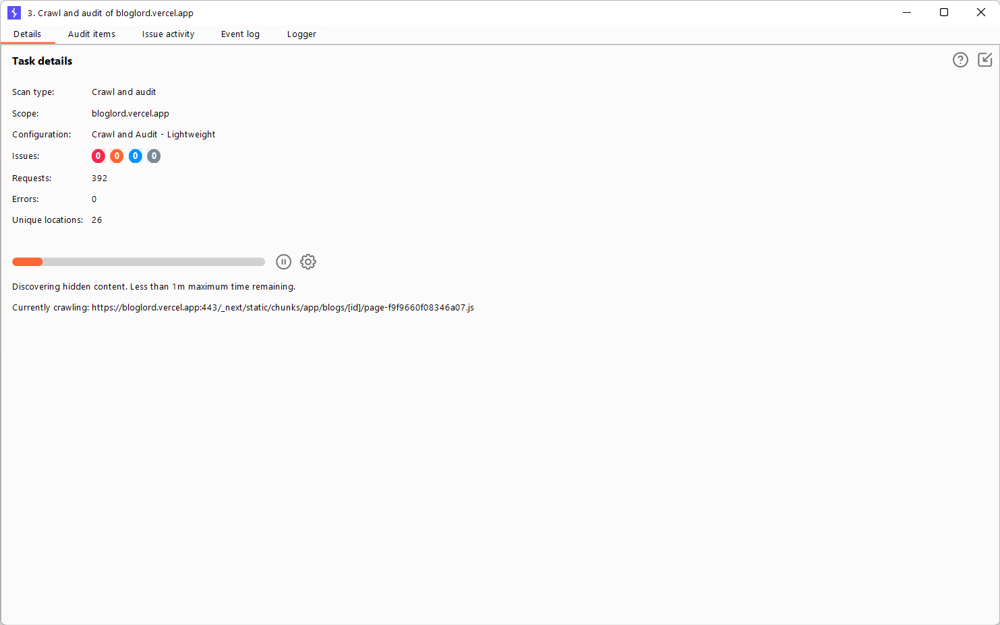 3. Crawl and audit of bloglord.vercel.app
Details Audit items Issue activity Event log Logger
Task details
Scan type: Crawl and audit
Scope: bloglord.vercel.app
Configuration: Crawl and Audit - Lightweight
Issues: 0 0 0 0
Requests: 392
Errors: 0
Unique locations: 26
Discovering hidden content. Less than 1m maximum time remaining.
Currently crawling: https://bloglord.vercel.app:443/_next/static/chunks/app/blogs/[id]/page-f9f9660f08346a07.js